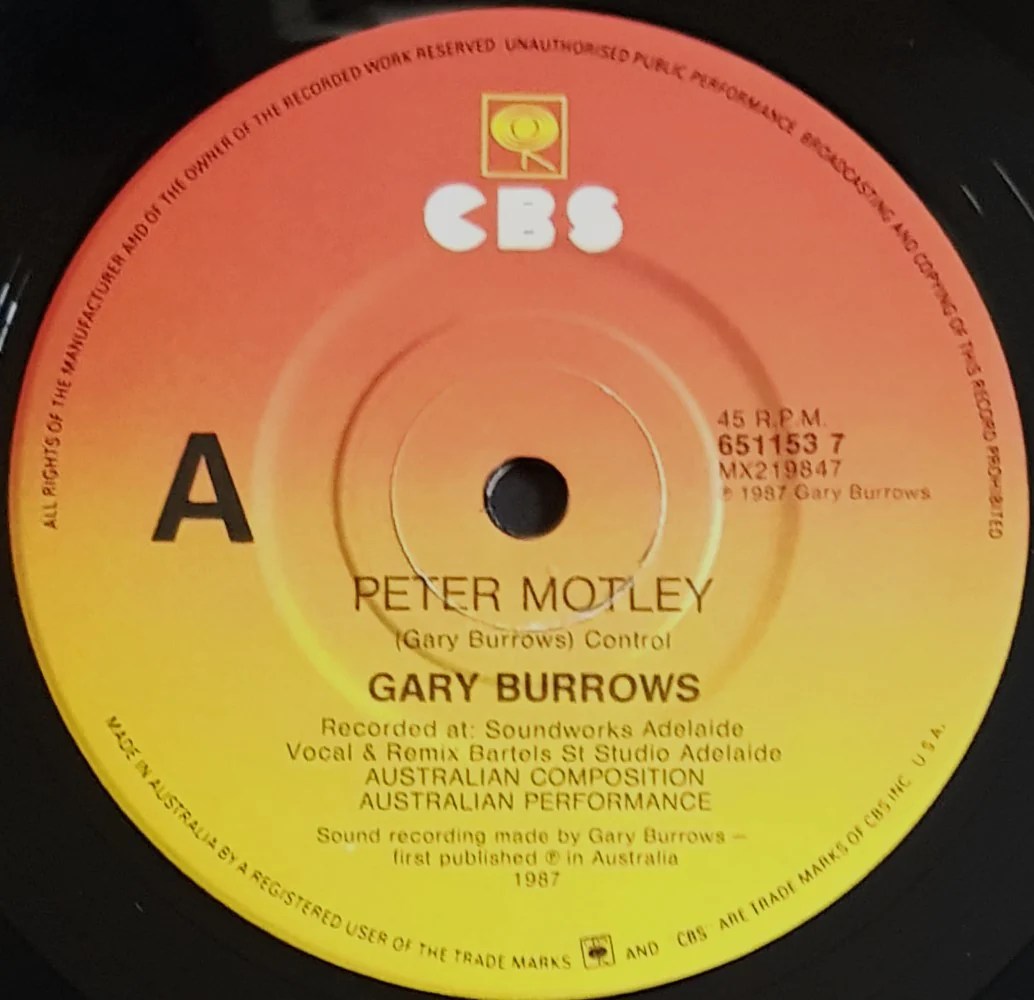 ALL RIGHTS OF THE MANUFACTURER AND OF THE OWNER OF THE RECORDED WORK RESERVED UNAUTHORISED PUBLIC PERFORMANCE BROADCASTING AND COPYING OF THIS RECORD PROHIBITED
CBS
A
45 R.P.M.
651153 7
MX219847
℗ 1987 Gary Burrows
PETER MOTLEY
(Gary Burrows) Control
GARY BURROWS
Recorded at: Soundworks Adelaide
Vocal & Remix Bartels St Studio Adelaide
AUSTRALIAN COMPOSITION
AUSTRALIAN PERFORMANCE
Sound recording made by Gary Burrows –
first published ℗ in Australia
1987
MADE IN AUSTRALIA BY A REGISTERED USER OF THE TRADE MARKS CBS AND CBS ARE TRADE MARKS OF CBS INC U S A.